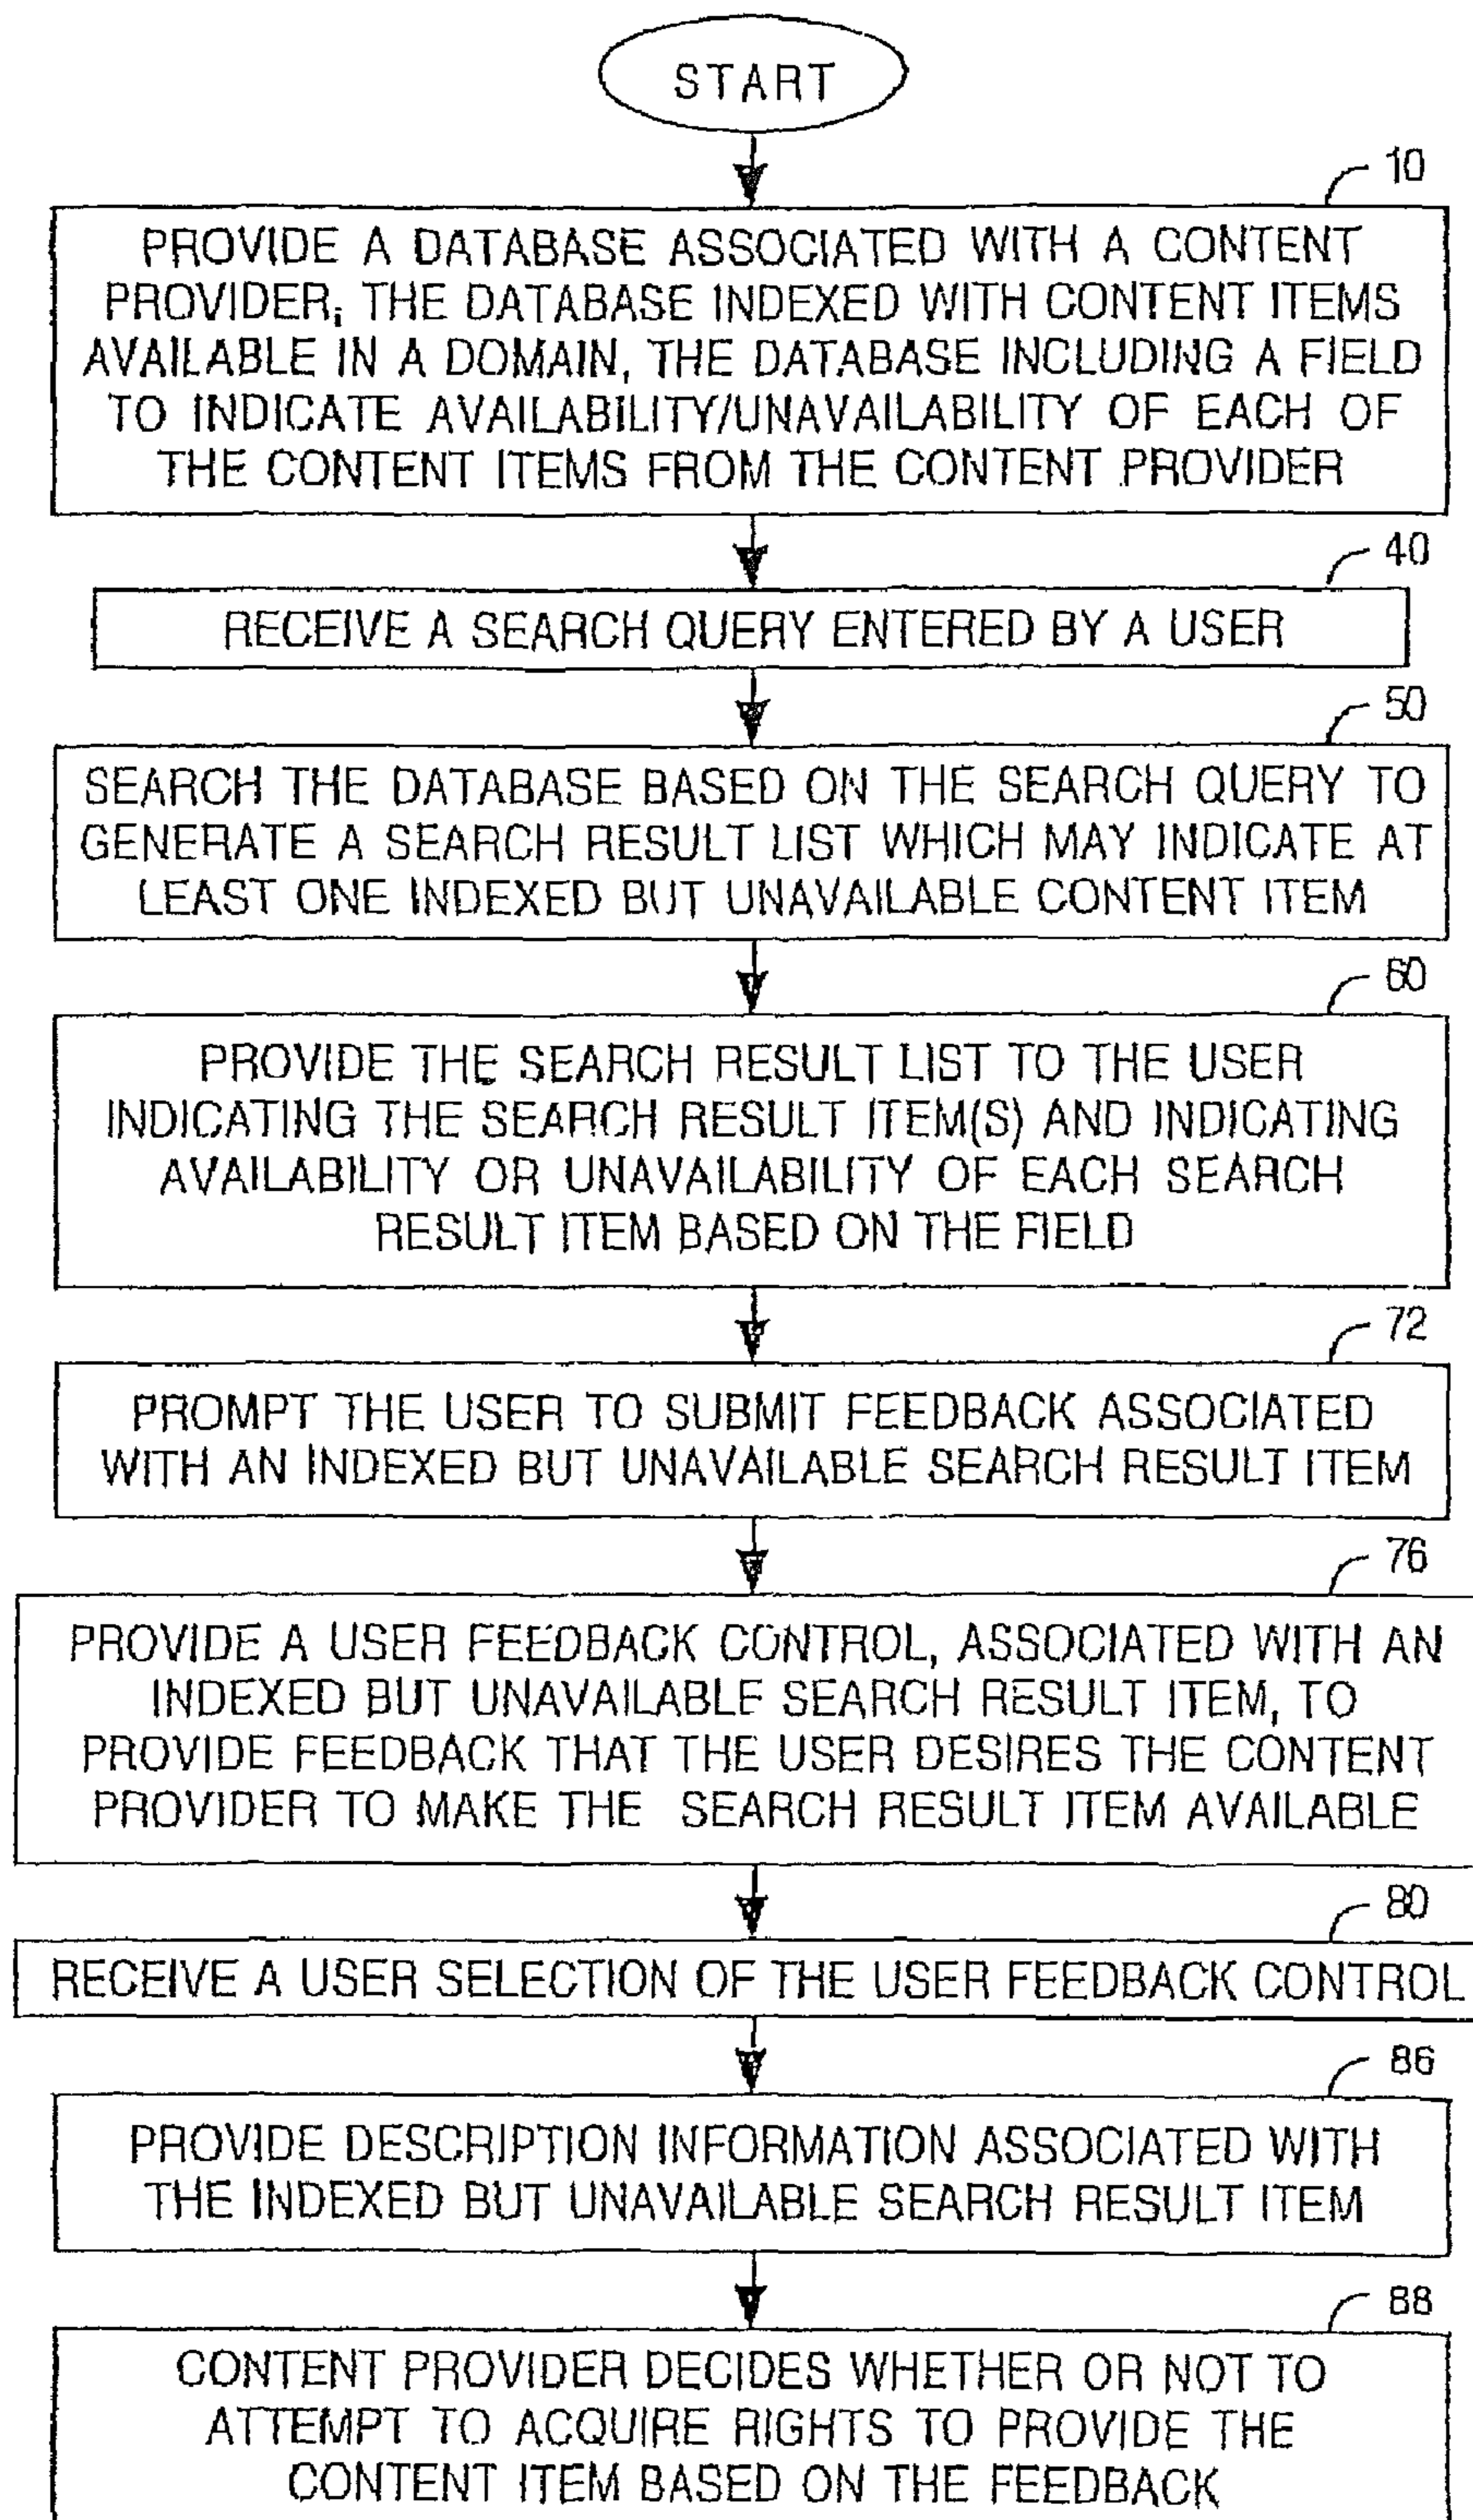 START
10
PROVIDE A DATABASE ASSOCIATED WITH A CONTENT
PROVIDER, THE DATABASE INDEXED WITH CONTENT ITEMS
AVAILABLE IN A DOMAIN, THE DATABASE INCLUDING A FIELD
TO INDICATE AVAILABILITY/UNAVAILABILITY OF EACH OF
THE CONTENT ITEMS FROM THE CONTENT PROVIDER
40
RECEIVE A SEARCH QUERY ENTERED BY A USER
50
SEARCH THE DATABASE BASED ON THE SEARCH QUERY TO
GENERATE A SEARCH RESULT LIST WHICH MAY INDICATE AT
LEAST ONE INDEXED BUT UNAVAILABLE CONTENT ITEM
60
PROVIDE THE SEARCH RESULT LIST TO THE USER
INDICATING THE SEARCH RESULT ITEM(S) AND INDICATING
AVAILABILITY OR UNAVAILABILITY OF EACH SEARCH
RESULT ITEM BASED ON THE FIELD
72
PROMPT THE USER TO SUBMIT FEEDBACK ASSOCIATED
WITH AN INDEXED BUT UNAVAILABLE SEARCH RESULT ITEM
76
PROVIDE A USER FEEDBACK CONTROL, ASSOCIATED WITH AN
INDEXED BUT UNAVAILABLE SEARCH RESULT ITEM, TO
PROVIDE FEEDBACK THAT THE USER DESIRES THE CONTENT
PROVIDER TO MAKE THE SEARCH RESULT ITEM AVAILABLE
80
RECEIVE A USER SELECTION OF THE USER FEEDBACK CONTROL
86
PROVIDE DESCRIPTION INFORMATION ASSOCIATED WITH
THE INDEXED BUT UNAVAILABLE SEARCH RESULT ITEM
88
CONTENT PROVIDER DECIDES WHETHER OR NOT TO
ATTEMPT TO ACQUIRE RIGHTS TO PROVIDE THE
CONTENT ITEM BASED ON THE FEEDBACK